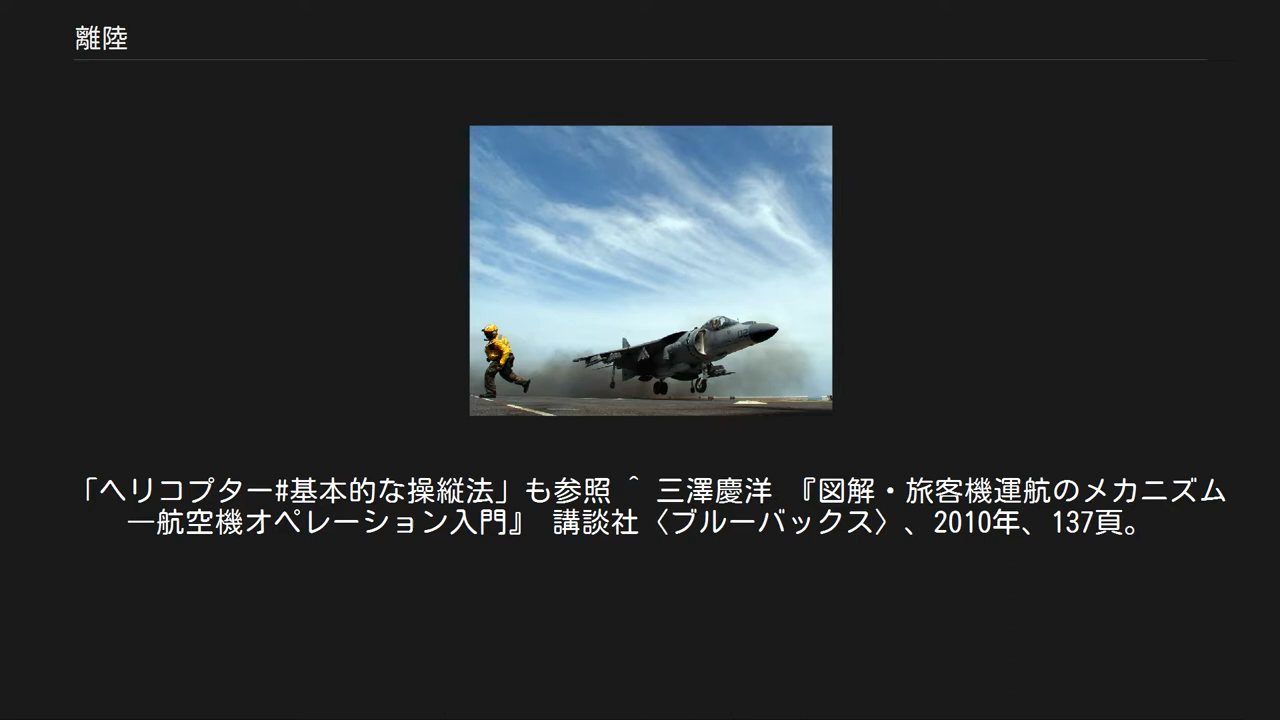 離陸
「ヘリコプター#基本的な操縦法」も参照 ^ 三澤慶洋 『図解・旅客機運航のメカニズム
―航空機オペレーション入門』 講談社〈ブルーバックス〉、2010年、137頁。